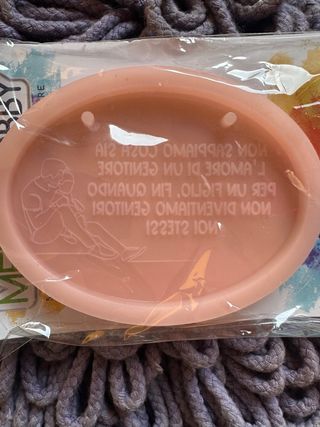 NON SAPPIAMO COSA SIA
L'AMORE DI UN GENITORE
PER UN FIGLIO, FIN QUANDO
NON DIVENTIAMO GENITORI
NOI STESSI